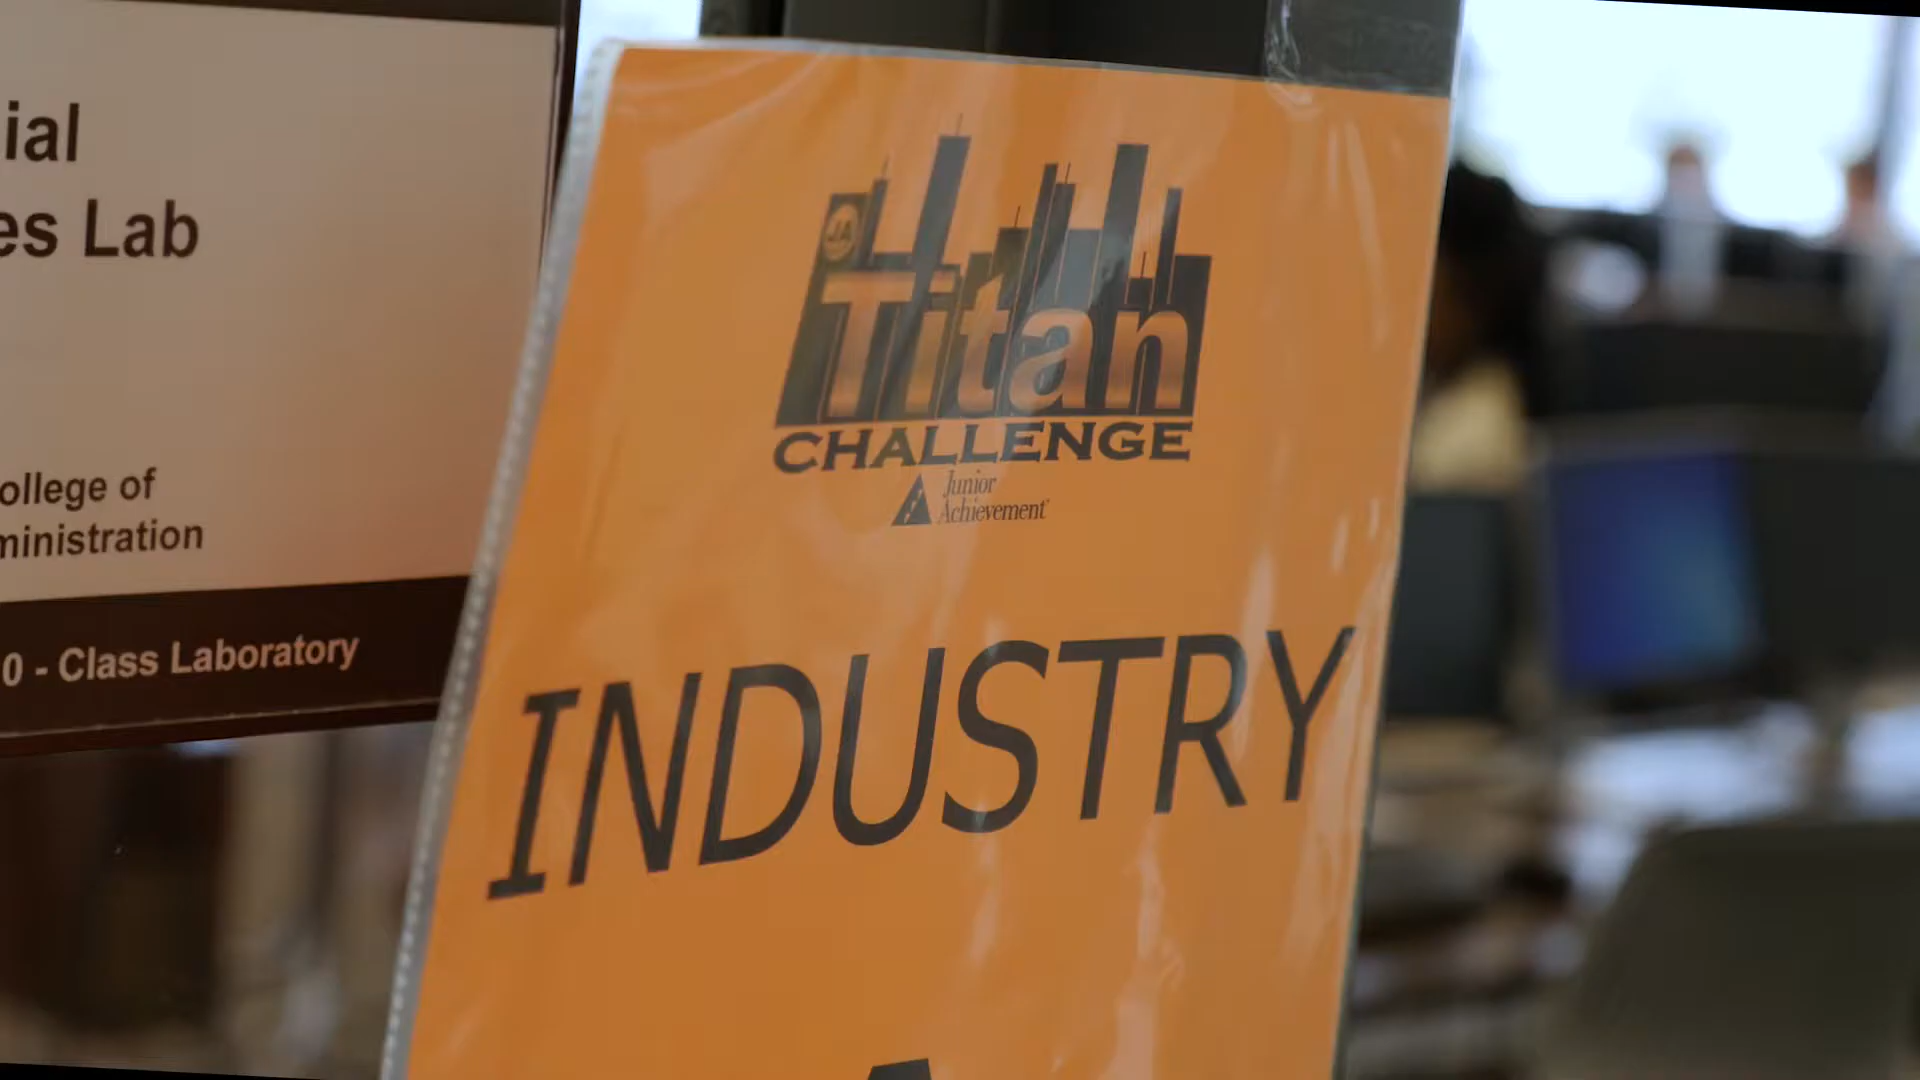 ial
es Lab
ollege of
ministration
0 - Class Laboratory
JA
Titan
CHALLENGE
Junior
Achievement
INDUSTRY